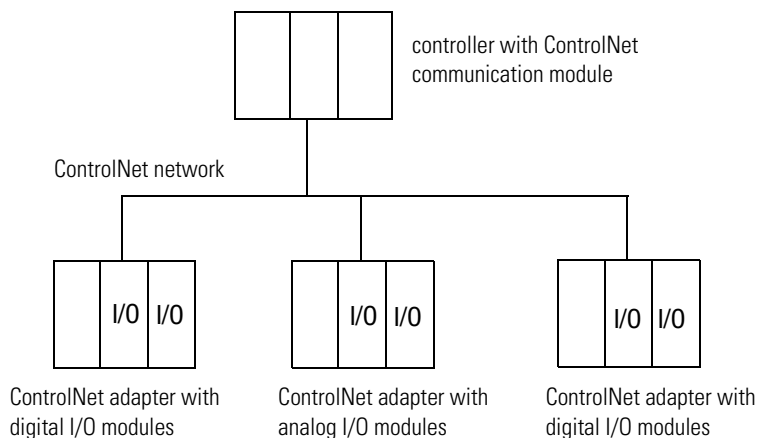 controller with ControlNet
communication module
ControlNet network
I/O I/O
I/O I/O
I/O I/O
ControlNet adapter with
digital I/O modules
ControlNet adapter with
analog I/O modules
ControlNet adapter with
digital I/O modules